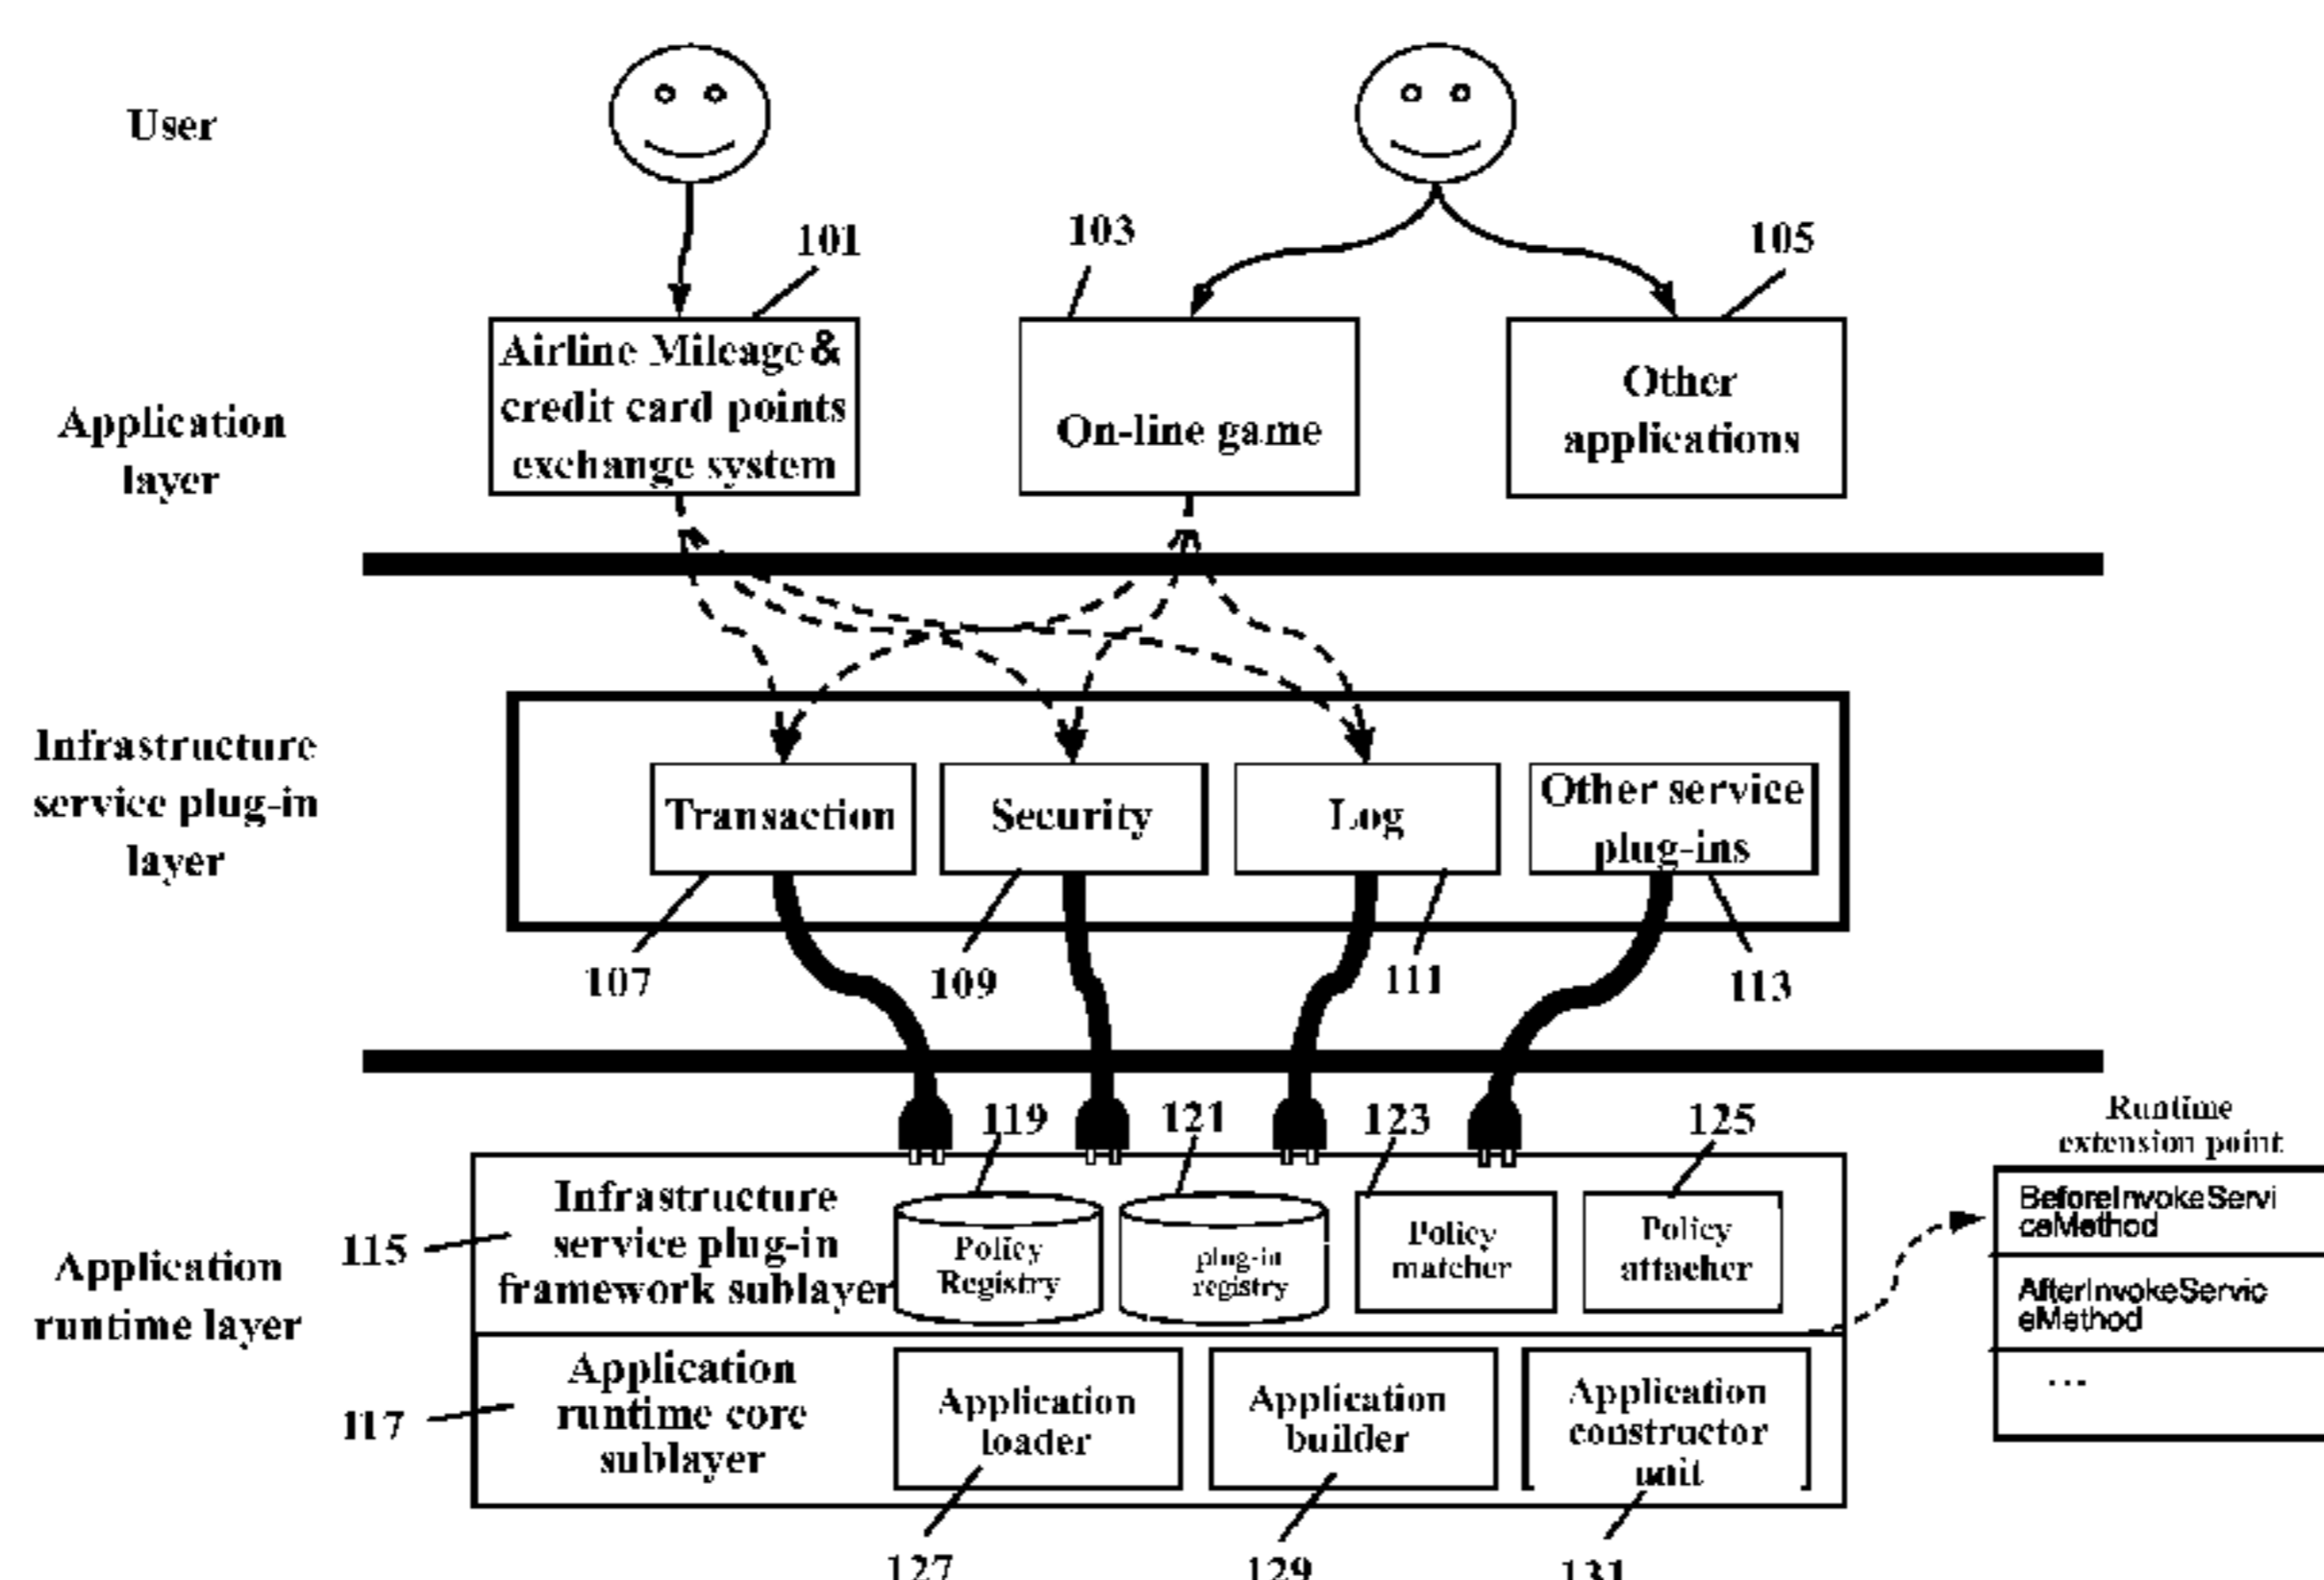 User
101
103
105
Airline Mileage &
credit card points
exchange system
On-line game
Other
applications
Application
layer
Infrastructure
service plug-in
layer
Transaction
Security
Log
Other service
plug-ins
107
109
111
113
119
121
123
125
Runtime
extension point
BeforeInvokeServi
ceMethod
AfterInvokeServic
eMethod
...
Application
runtime layer
115
Infrastructure
service plug-in
framework sublayer
Policy
Registry
plug-in
registry
Policy
matcher
Policy
attacher
117
Application
runtime core
sublayer
Application
loader
Application
builder
Application
constructor
unit
127
129
131